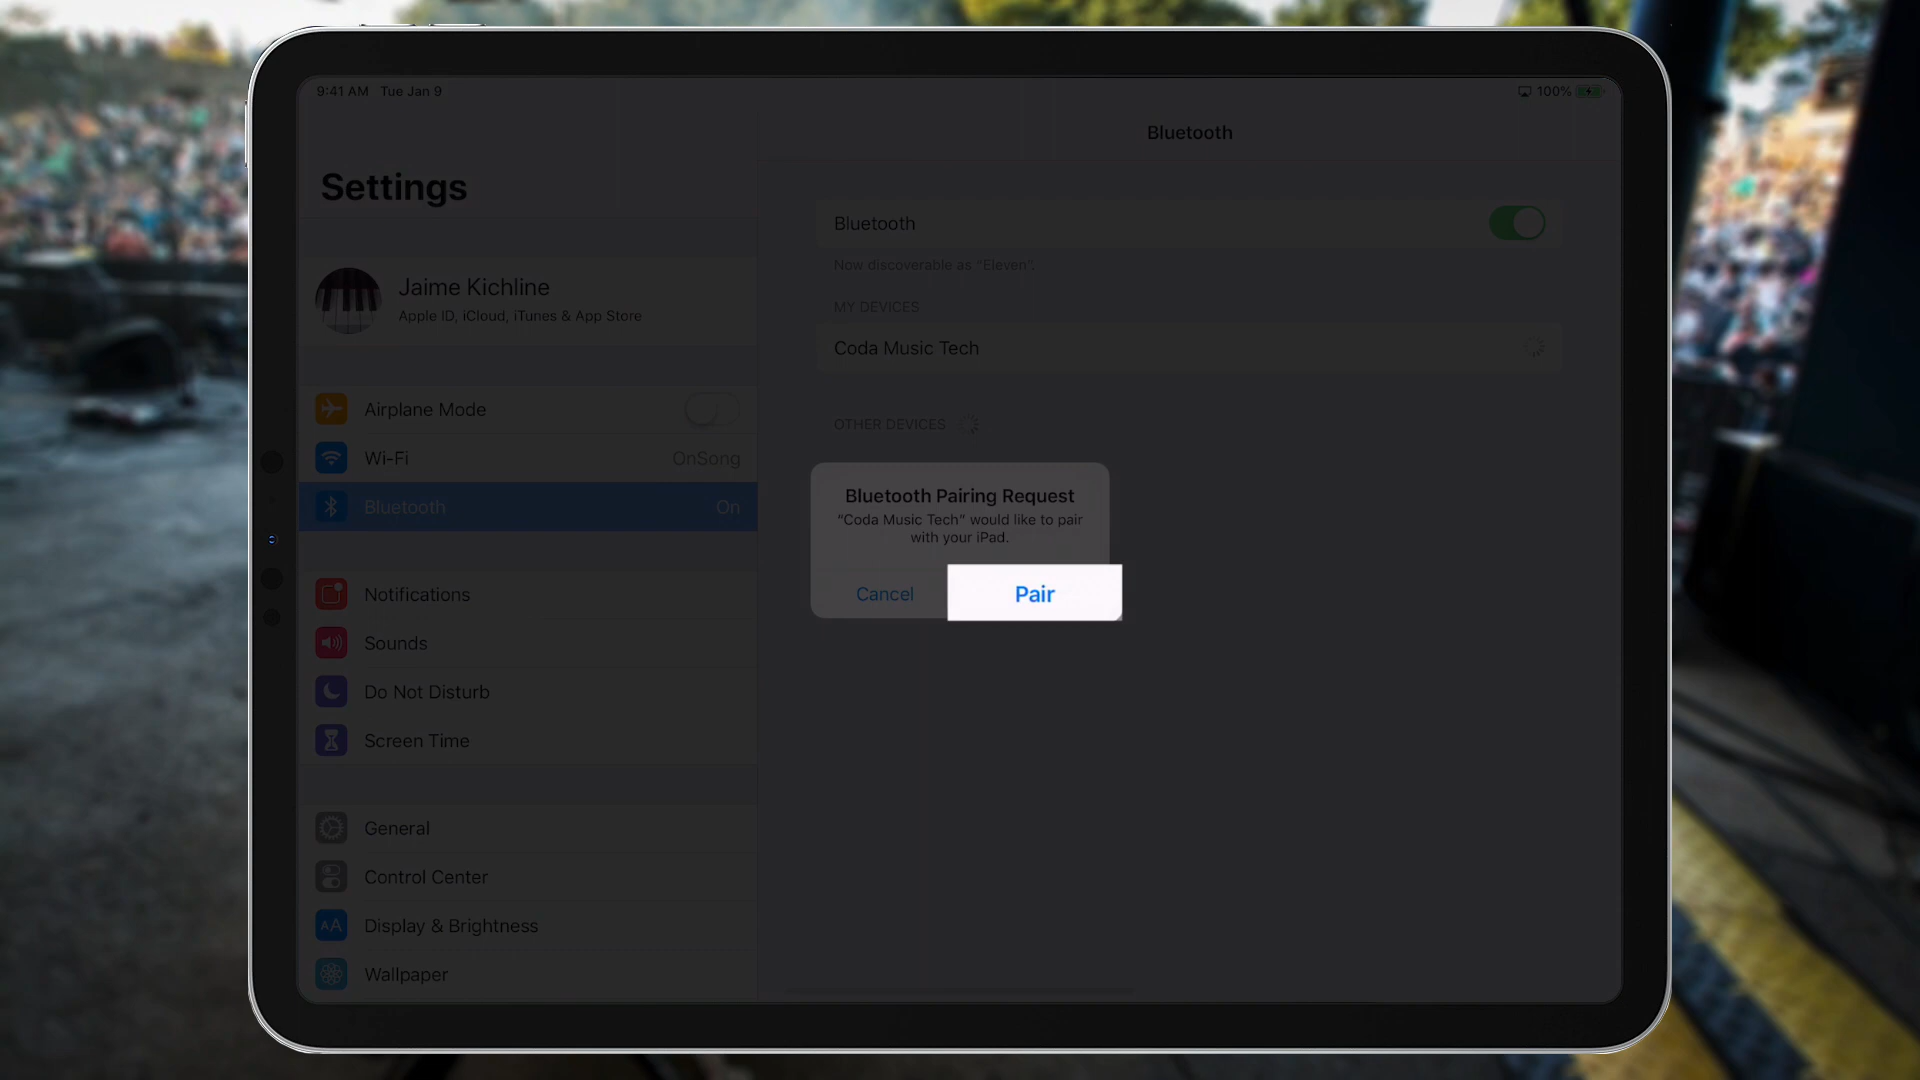 9:41 AM Tue Jan 9
100%
Bluetooth
Settings
Bluetooth
Now discoverable as "Eleven".
Jaime Kichline
Apple ID, iCloud, iTunes & App Store
MY DEVICES
Coda Music Tech
Airplane Mode
OTHER DEVICES
Wi-Fi OnSong
Bluetooth On
Bluetooth Pairing Request
“Coda Music Tech” would like to pair
with your iPad.
Cancel Pair
Notifications
Sounds
Do Not Disturb
Screen Time
General
Control Center
AA Display & Brightness
Wallpaper